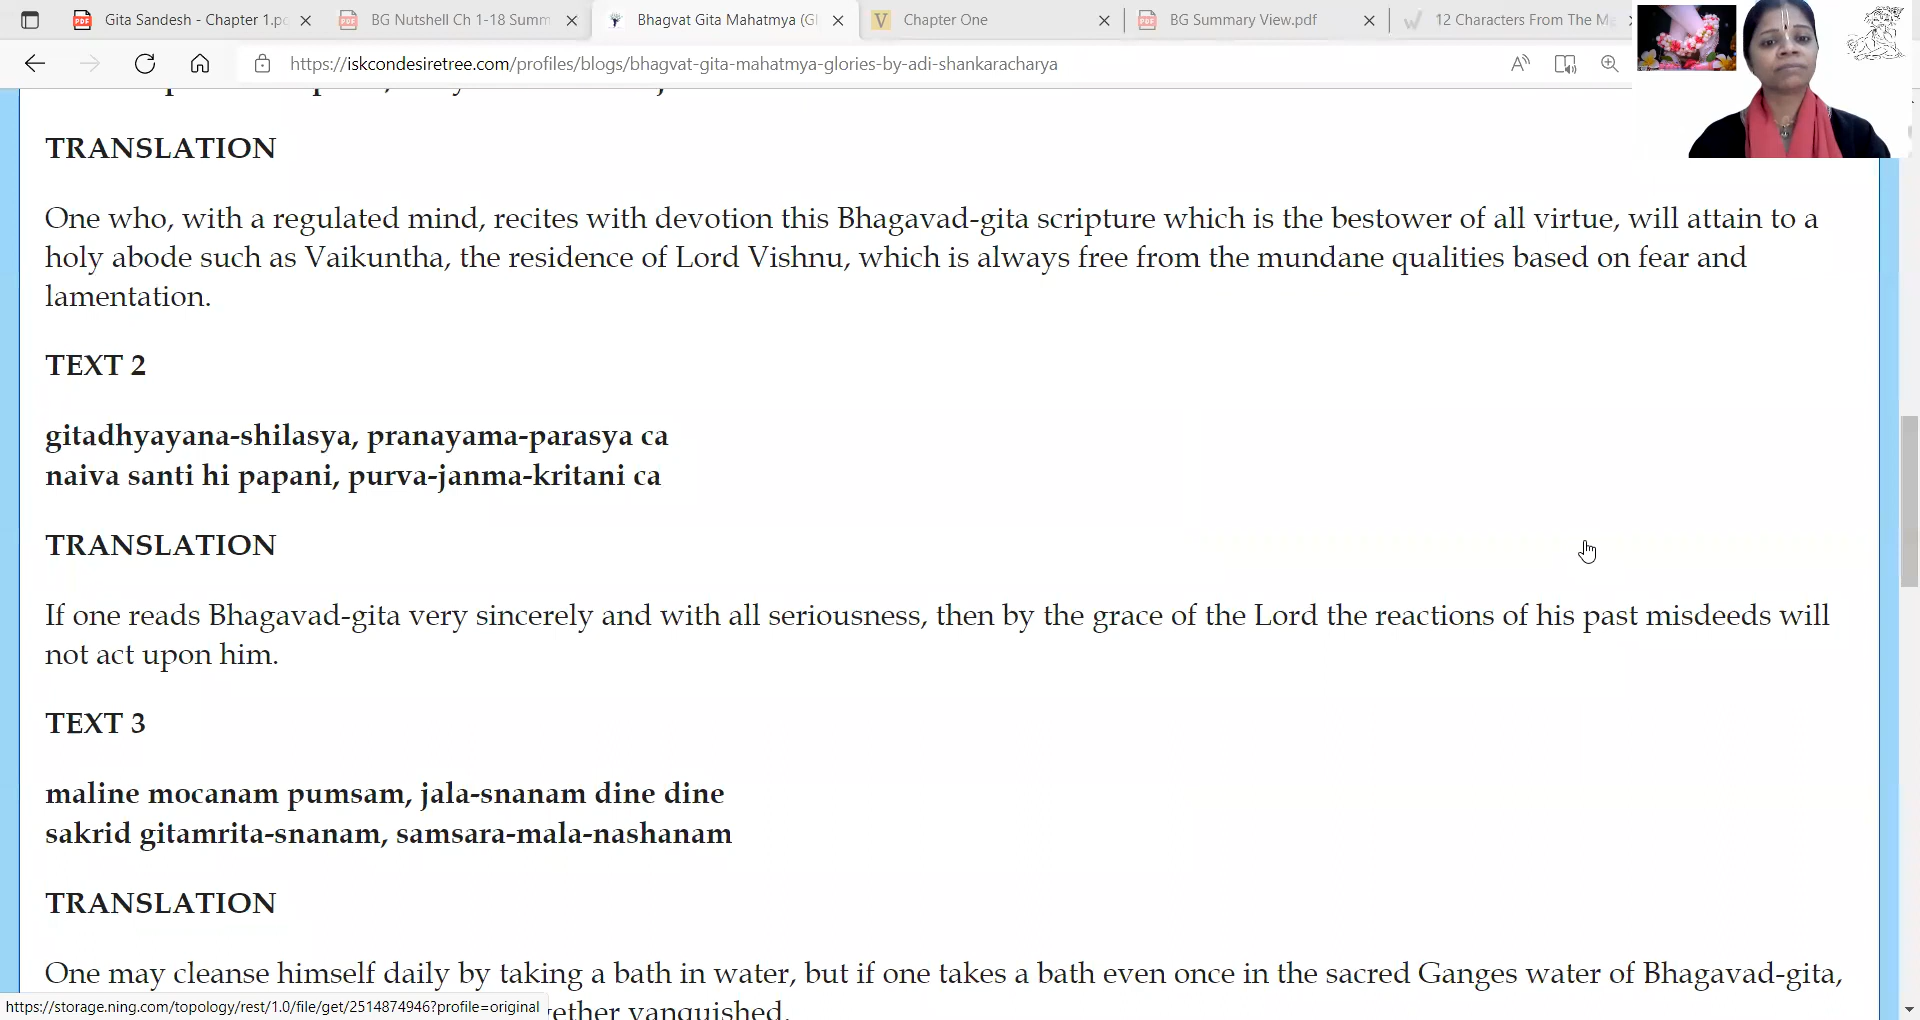 Gita Sandesh - Chapter 1.pd
BG Nutshell Ch 1-18 Summ
Bhagvat Gita Mahatmya (Gl
Chapter One
BG Summary View.pdf
12 Characters From The M
https://iskcondesiretree.com/profiles/blogs/bhagvat-gita-mahatmya-glories-by-adi-shankaracharya
TRANSLATION
One who, with a regulated mind, recites with devotion this Bhagavad-gita scripture which is the bestower of all virtue, will attain to a
holy abode such as Vaikuntha, the residence of Lord Vishnu, which is always free from the mundane qualities based on fear and
lamentation.
TEXT 2
gitadhyayana-shilasya, pranayama-parasya ca
naiva santi hi papani, purva-janma-kritani ca
TRANSLATION
If one reads Bhagavad-gita very sincerely and with all seriousness, then by the grace of the Lord the reactions of his past misdeeds will
not act upon him.
TEXT 3
maline mocanam pumsam, jala-snanam dine dine
sakrid gitamrita-snanam, samsara-mala-nashanam
TRANSLATION
One may cleanse himself daily by taking a bath in water, but if one takes a bath even once in the sacred Ganges water of Bhagavad-gita,
vanquished.
https://storage.ning.com/topology/rest/1.0/file/get/2514874946?profile=original